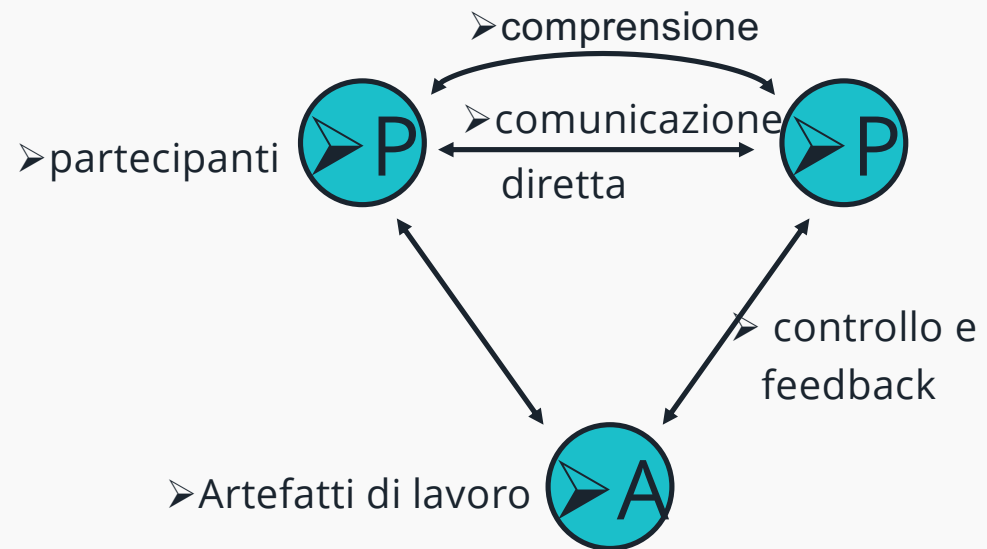 ➢comprensione
➢P
➢comunicazione
diretta
➢P
➢partecipanti
➢ controllo e
feedback
➢Artefatti di lavoro
➢A